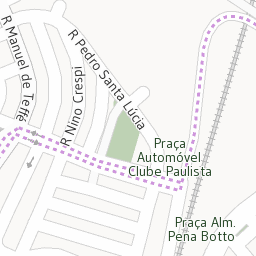 R Manuel de Teffé
R Nino Crespi
R Pedro Santa Lúcia
Praça
Automóvel
Clube Paulista
Praça Alm.
Pena Botto